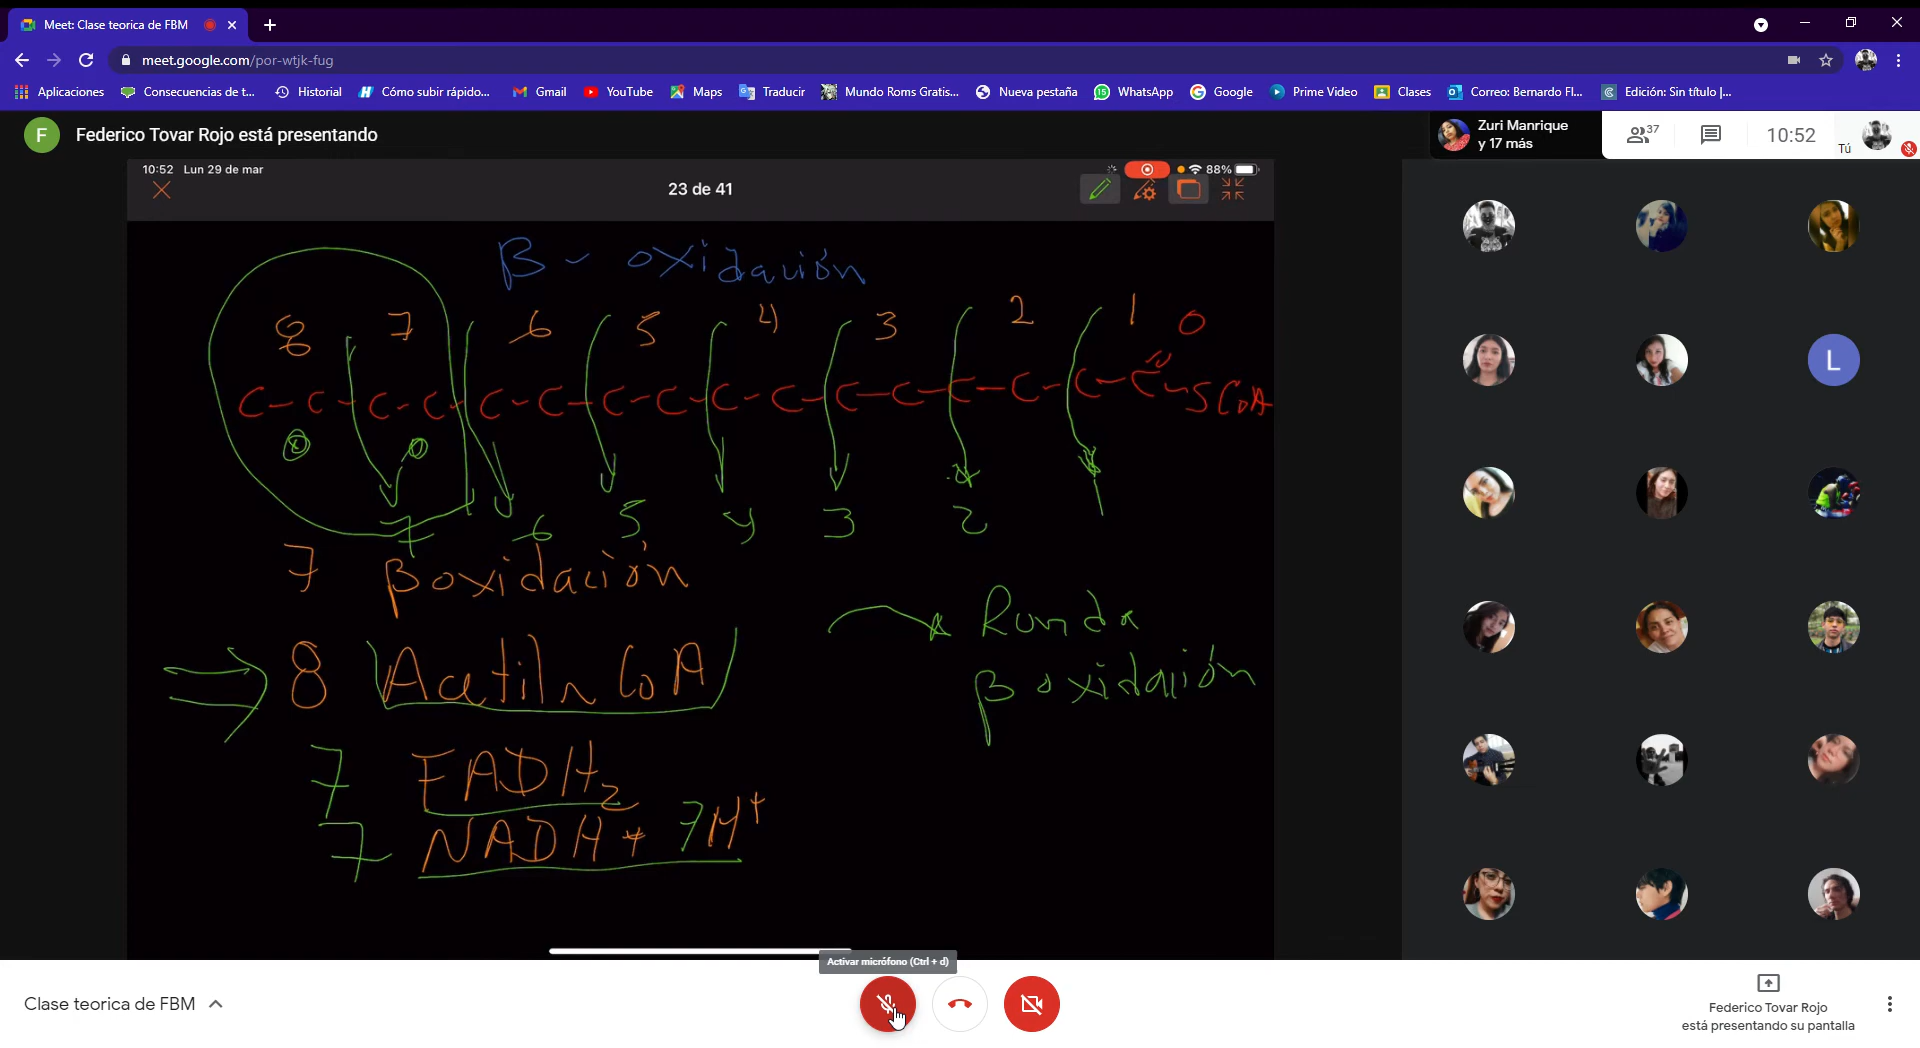 Meet: Clase teorica de FBM
meet.google.com/por-wtjk-fug
Aplicaciones Consecuencias de t... Historial Cómo subir rápido... Gmail YouTube Maps Traducir Mundo Roms Gratis... Nueva pestaña WhatsApp Google Prime Video Clases Correo: Bernardo Fl... Edición: Sin título |...
F Federico Tovar Rojo está presentando
Zuri Manrique
y 17 más
37
10:52
Tú
10:52 Lun 29 de mar
88%
23 de 41
β - oxidación
8 7 6 5 4 3 2 1 O
C-C-C-C-C-C-C-C-C-C-C-C-C-C-C-C~SCoA
7 6 5 4 3 2 1
7 βoxidación
8 Acetil~CoA
7 FADH2
7 NADH + 7H+
Ronda
β oxidación
L
Activar micrófono (Ctrl + d)
Clase teorica de FBM
Federico Tovar Rojo
está presentando su pantalla